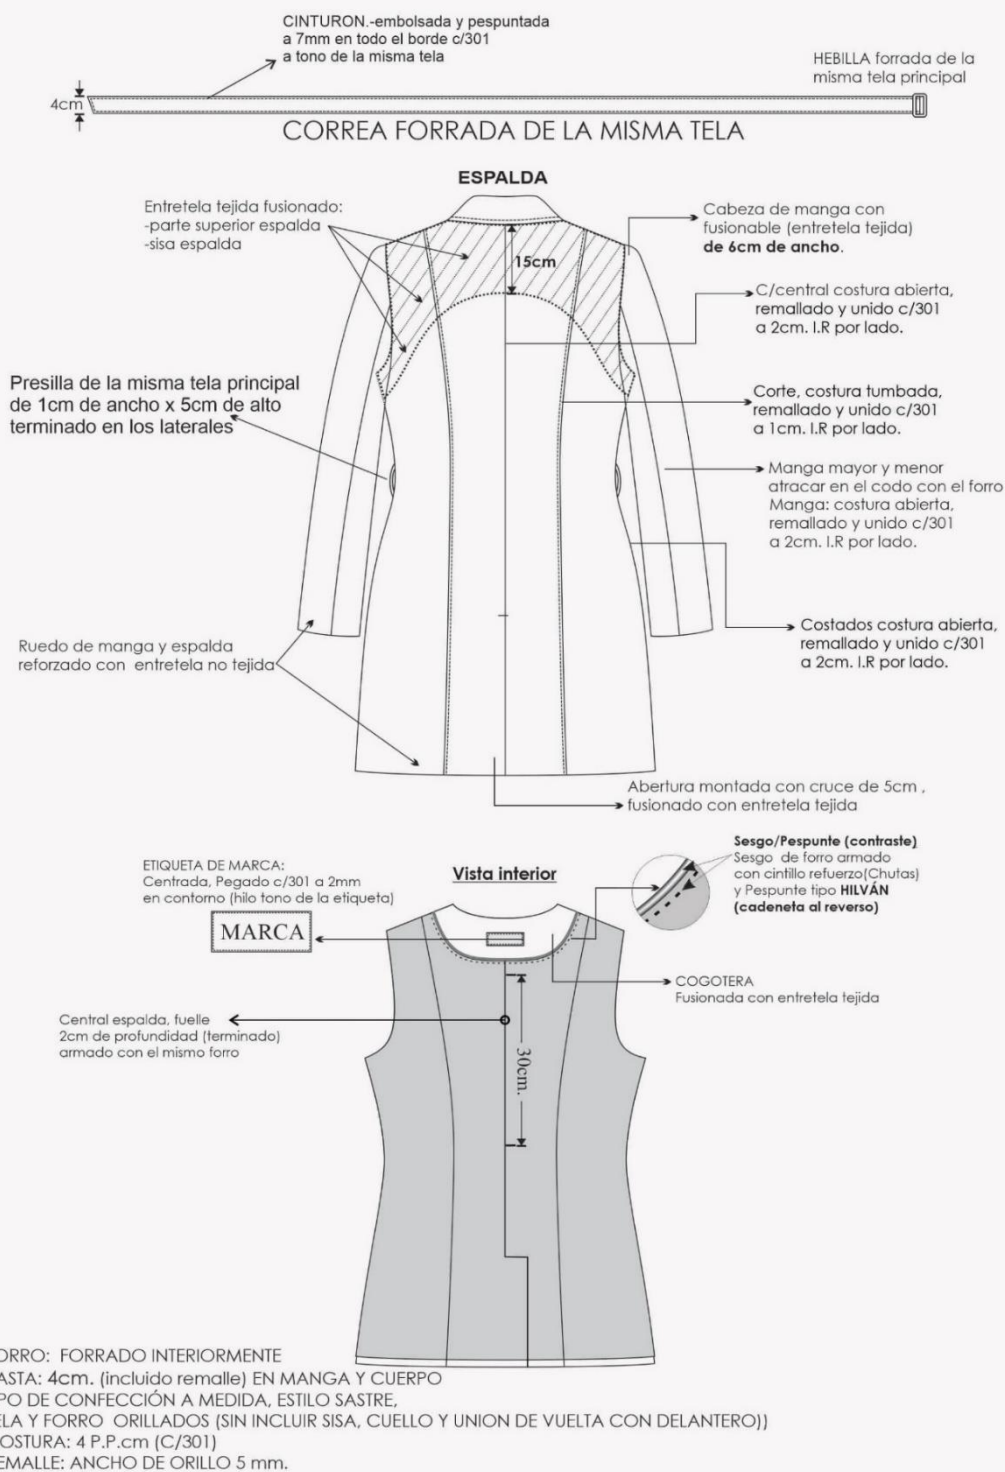 CINTURON.-embolsada y pespuntada
a 7mm en todo el borde c/301
a tono de la misma tela
HEBILLA forrada de la
misma tela principal
4cm
CORREA FORRADA DE LA MISMA TELA
ESPALDA
Entretela tejida fusionado:
-parte superior espalda
-sisa espalda
Cabeza de manga con
fusionable (entretela tejida)
de 6cm de ancho.
15cm
C/central costura abierta,
remallado y unido c/301
a 2cm. I.R por lado.
Presilla de la misma tela principal
de 1cm de ancho x 5cm de alto
terminado en los laterales
Corte, costura tumbada,
remallado y unido c/301
a 1cm. I.R por lado.
Manga mayor y menor
atracar en el codo con el forro
Manga: costura abierta,
remallado y unido c/301
a 2cm. I.R por lado.
Costados costura abierta,
remallado y unido c/301
a 2cm. I.R por lado.
Ruedo de manga y espalda
reforzado con entretela no tejida
Abertura montada con cruce de 5cm ,
fusionado con entretela tejida
ETIQUETA DE MARCA:
Centrada, Pegado c/301 a 2mm
en contorno (hilo tono de la etiqueta)
MARCA
Vista interior
Sesgo/Pespunte (contraste)
Sesgo de forro armado
con cintillo refuerzo(Chutas)
y Pespunte tipo HILVÁN
(cadeneta al reverso)
COGOTERA
Fusionada con entretela tejida
Central espalda, fuelle
2cm de profundidad (terminado)
armado con el mismo forro
30cm.
ORRO: FORRADO INTERIORMENTE
ASTA: 4cm. (incluido remalle) EN MANGA Y CUERPO
PO DE CONFECCIÓN A MEDIDA, ESTILO SASTRE,
ELA Y FORRO ORILLADOS (SIN INCLUIR SISA, CUELLO Y UNION DE VUELTA CON DELANTERO))
OSTURA: 4 P.P.cm (C/301)
EMALLE: ANCHO DE ORILLO 5 mm.